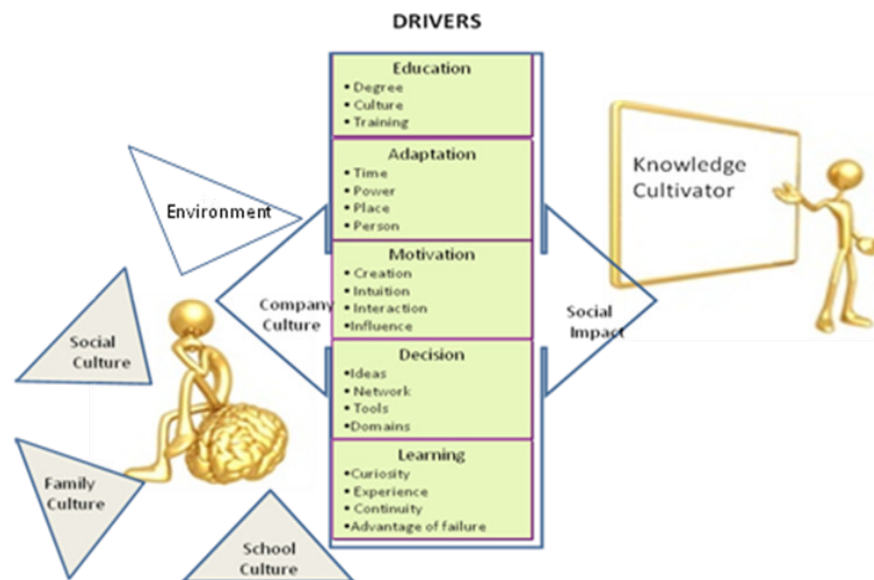 DRIVERS
Education
▪ Degree
▪ Culture
▪ Training
Adaptation
▪ Time
▪ Power
▪ Place
▪ Person
Motivation
▪ Creation
▪ Intuition
▪ Interaction
▪Influence
Decision
▪Ideas
▪ Network
▪ Tools
▪Domains
Learning
▪Curiosity
▪ Experience
▪ Continuity
▪Advantage of failure
Environment
Company
Culture
Social
Culture
Family
Culture
School
Culture
Social
Impact
Knowledge
Cultivator